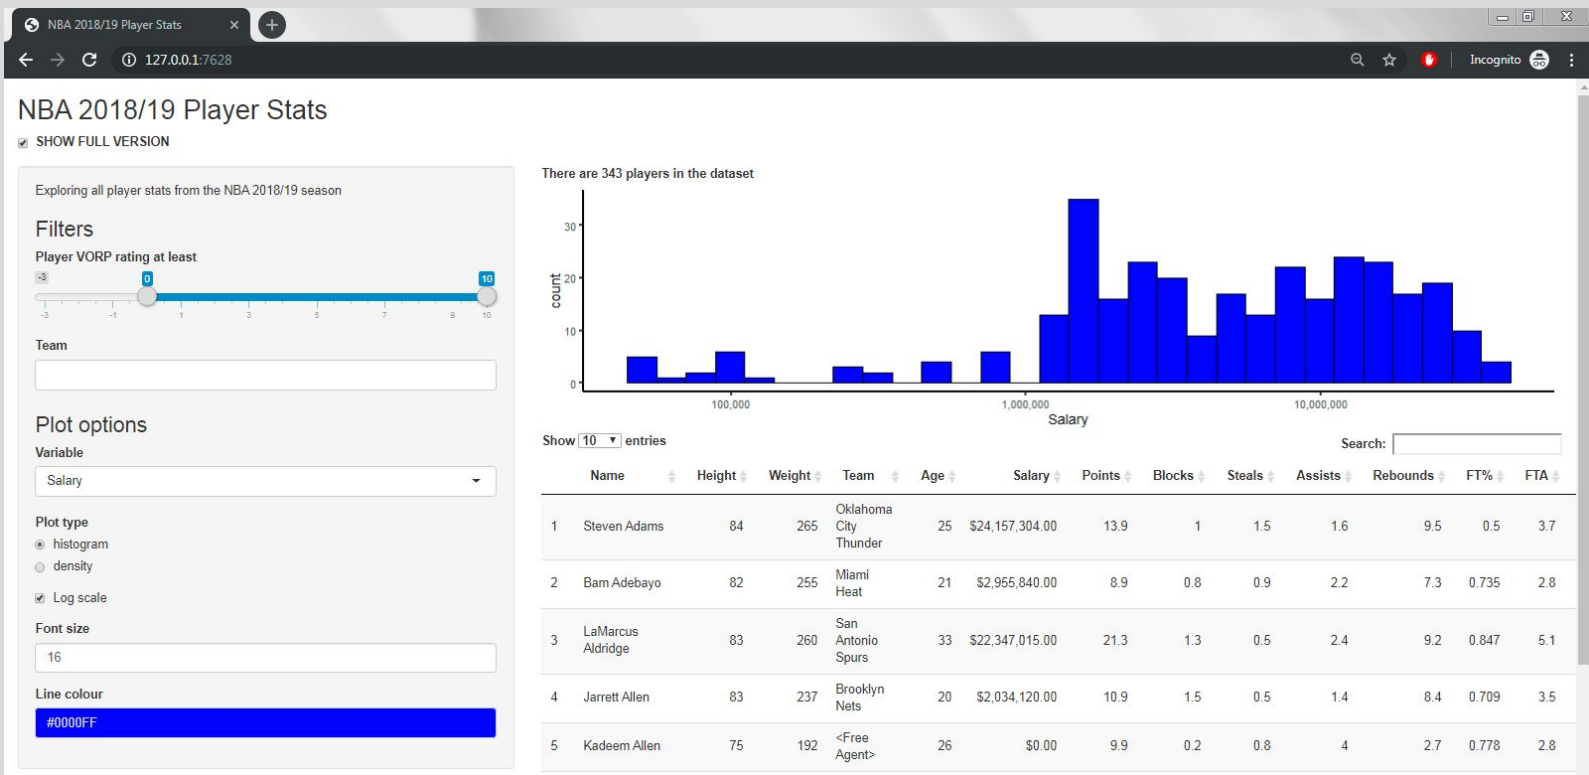 NBA 2018/19 Player Stats
127.0.0.1:7628
Incognito
NBA 2018/19 Player Stats
SHOW FULL VERSION
Exploring all player stats from the NBA 2018/19 season
Filters
Player VORP rating at least
-3 0 10
-3 -1 1 3 5 7 9 10
Team
Plot options
Variable
Salary
Plot type
histogram
density
Log scale
Font size
16
Line colour
#0000FF
There are 343 players in the dataset
count
30
20
10
0
100,000 1,000,000 10,000,000
Salary
Show 10 entries
Search:
Name Height Weight Team Age Salary Points Blocks Steals Assists Rebounds FT% FTA
1 Steven Adams 84 265 Oklahoma City Thunder 25 $24,157,304.00 13.9 1 1.5 1.6 9.5 0.5 3.7
2 Bam Adebayo 82 255 Miami Heat 21 $2,955,840.00 8.9 0.8 0.9 2.2 7.3 0.735 2.8
3 LaMarcus Aldridge 83 260 San Antonio Spurs 33 $22,347,015.00 21.3 1.3 0.5 2.4 9.2 0.847 5.1
4 Jarrett Allen 83 237 Brooklyn Nets 20 $2,034,120.00 10.9 1.5 0.5 1.4 8.4 0.709 3.5
5 Kadeem Allen 75 192 <Free Agent> 26 $0.00 9.9 0.2 0.8 4 2.7 0.778 2.8